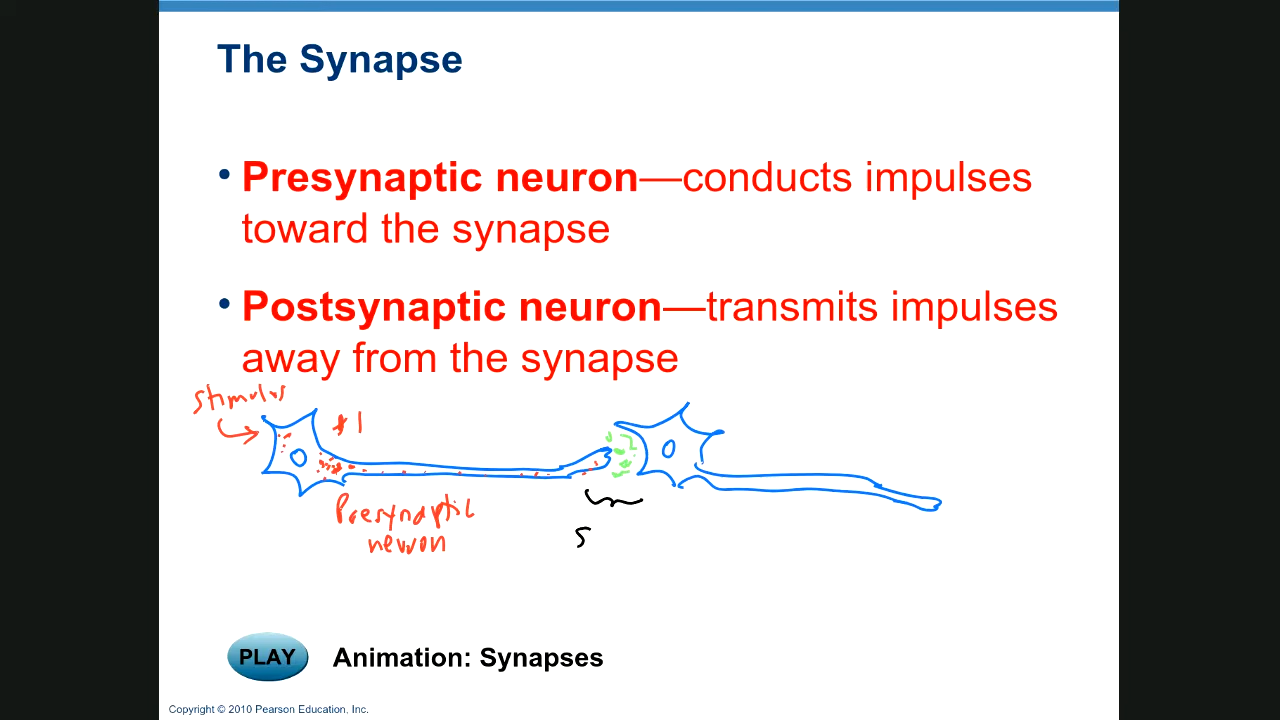 The Synapse
• Presynaptic neuron—conducts impulses
toward the synapse
• Postsynaptic neuron—transmits impulses
away from the synapse
stimulus
#1
Presynaptic
neuron
S
PLAY Animation: Synapses
Copyright © 2010 Pearson Education, Inc.